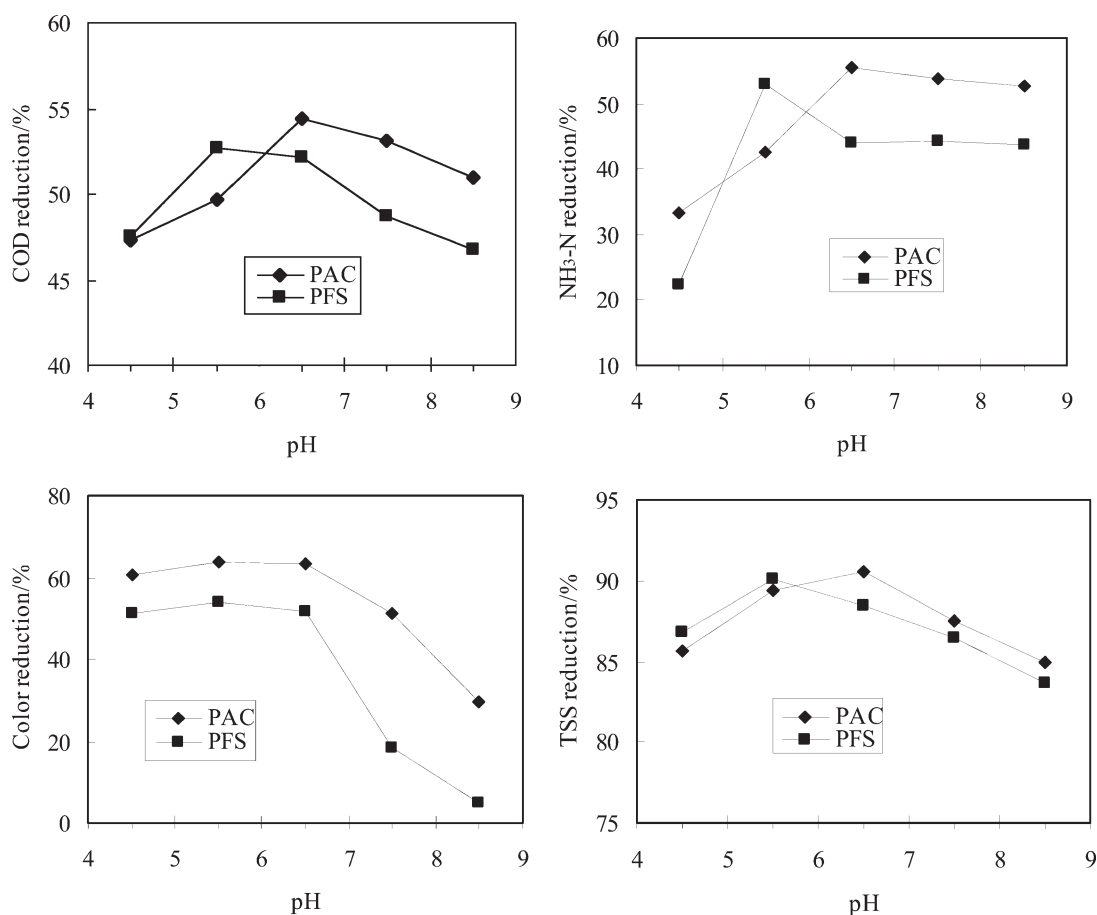 60
55
50
45
40
COD reduction/%
PAC
PFS
4 5 6 7 8 9
pH
60
50
40
30
20
10
NH3-N reduction/%
PAC
PFS
4 5 6 7 8 9
pH
80
60
40
20
0
Color reduction/%
PAC
PFS
4 5 6 7 8 9
pH
95
90
85
80
75
TSS reduction/%
PAC
PFS
4 5 6 7 8 9
pH